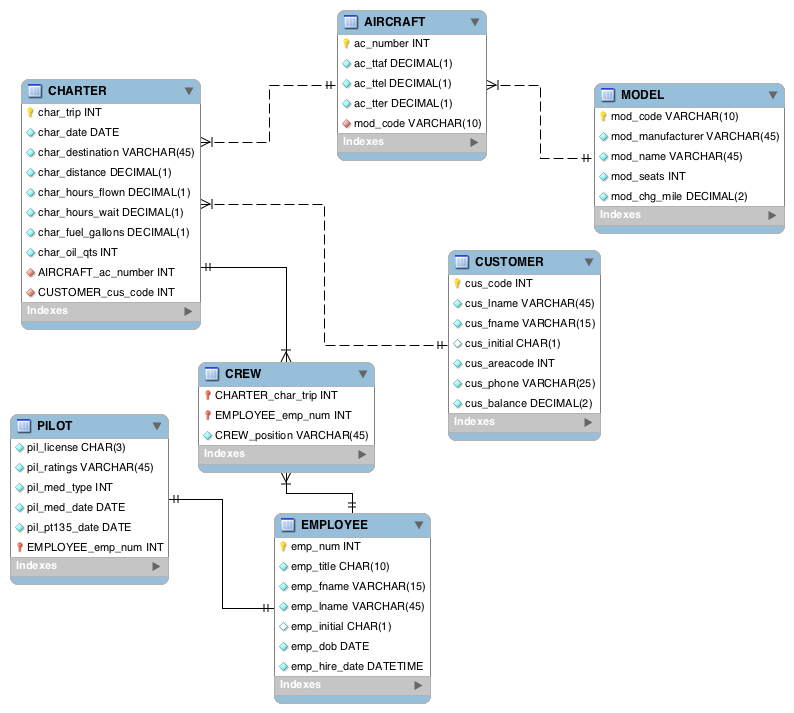 AIRCRAFT
ac_number INT
ac_ttaf DECIMAL(1)
ac_ttel DECIMAL(1)
ac_tter DECIMAL(1)
mod_code VARCHAR(10)
Indexes
CHARTER
char_trip INT
char_date DATE
char_destination VARCHAR(45)
char_distance DECIMAL(1)
char_hours_flown DECIMAL(1)
char_hours_wait DECIMAL(1)
char_fuel_gallons DECIMAL(1)
char_oil_qts INT
AIRCRAFT_ac_number INT
CUSTOMER_cus_code INT
Indexes
MODEL
mod_code VARCHAR(10)
mod_manufacturer VARCHAR(45)
mod_name VARCHAR(45)
mod_seats INT
mod_chg_mile DECIMAL(2)
Indexes
CUSTOMER
cus_code INT
cus_lname VARCHAR(45)
cus_fname VARCHAR(15)
cus_initial CHAR(1)
cus_areacode INT
cus_phone VARCHAR(25)
cus_balance DECIMAL(2)
Indexes
CREW
CHARTER_char_trip INT
EMPLOYEE_emp_num INT
CREW_position VARCHAR(45)
Indexes
PILOT
pil_license CHAR(3)
pil_ratings VARCHAR(45)
pil_med_type INT
pil_med_date DATE
pil_pt135_date DATE
EMPLOYEE_emp_num INT
Indexes
EMPLOYEE
emp_num INT
emp_title CHAR(10)
emp_fname VARCHAR(15)
emp_lname VARCHAR(45)
emp_initial CHAR(1)
emp_dob DATE
emp_hire_date DATETIME
Indexes